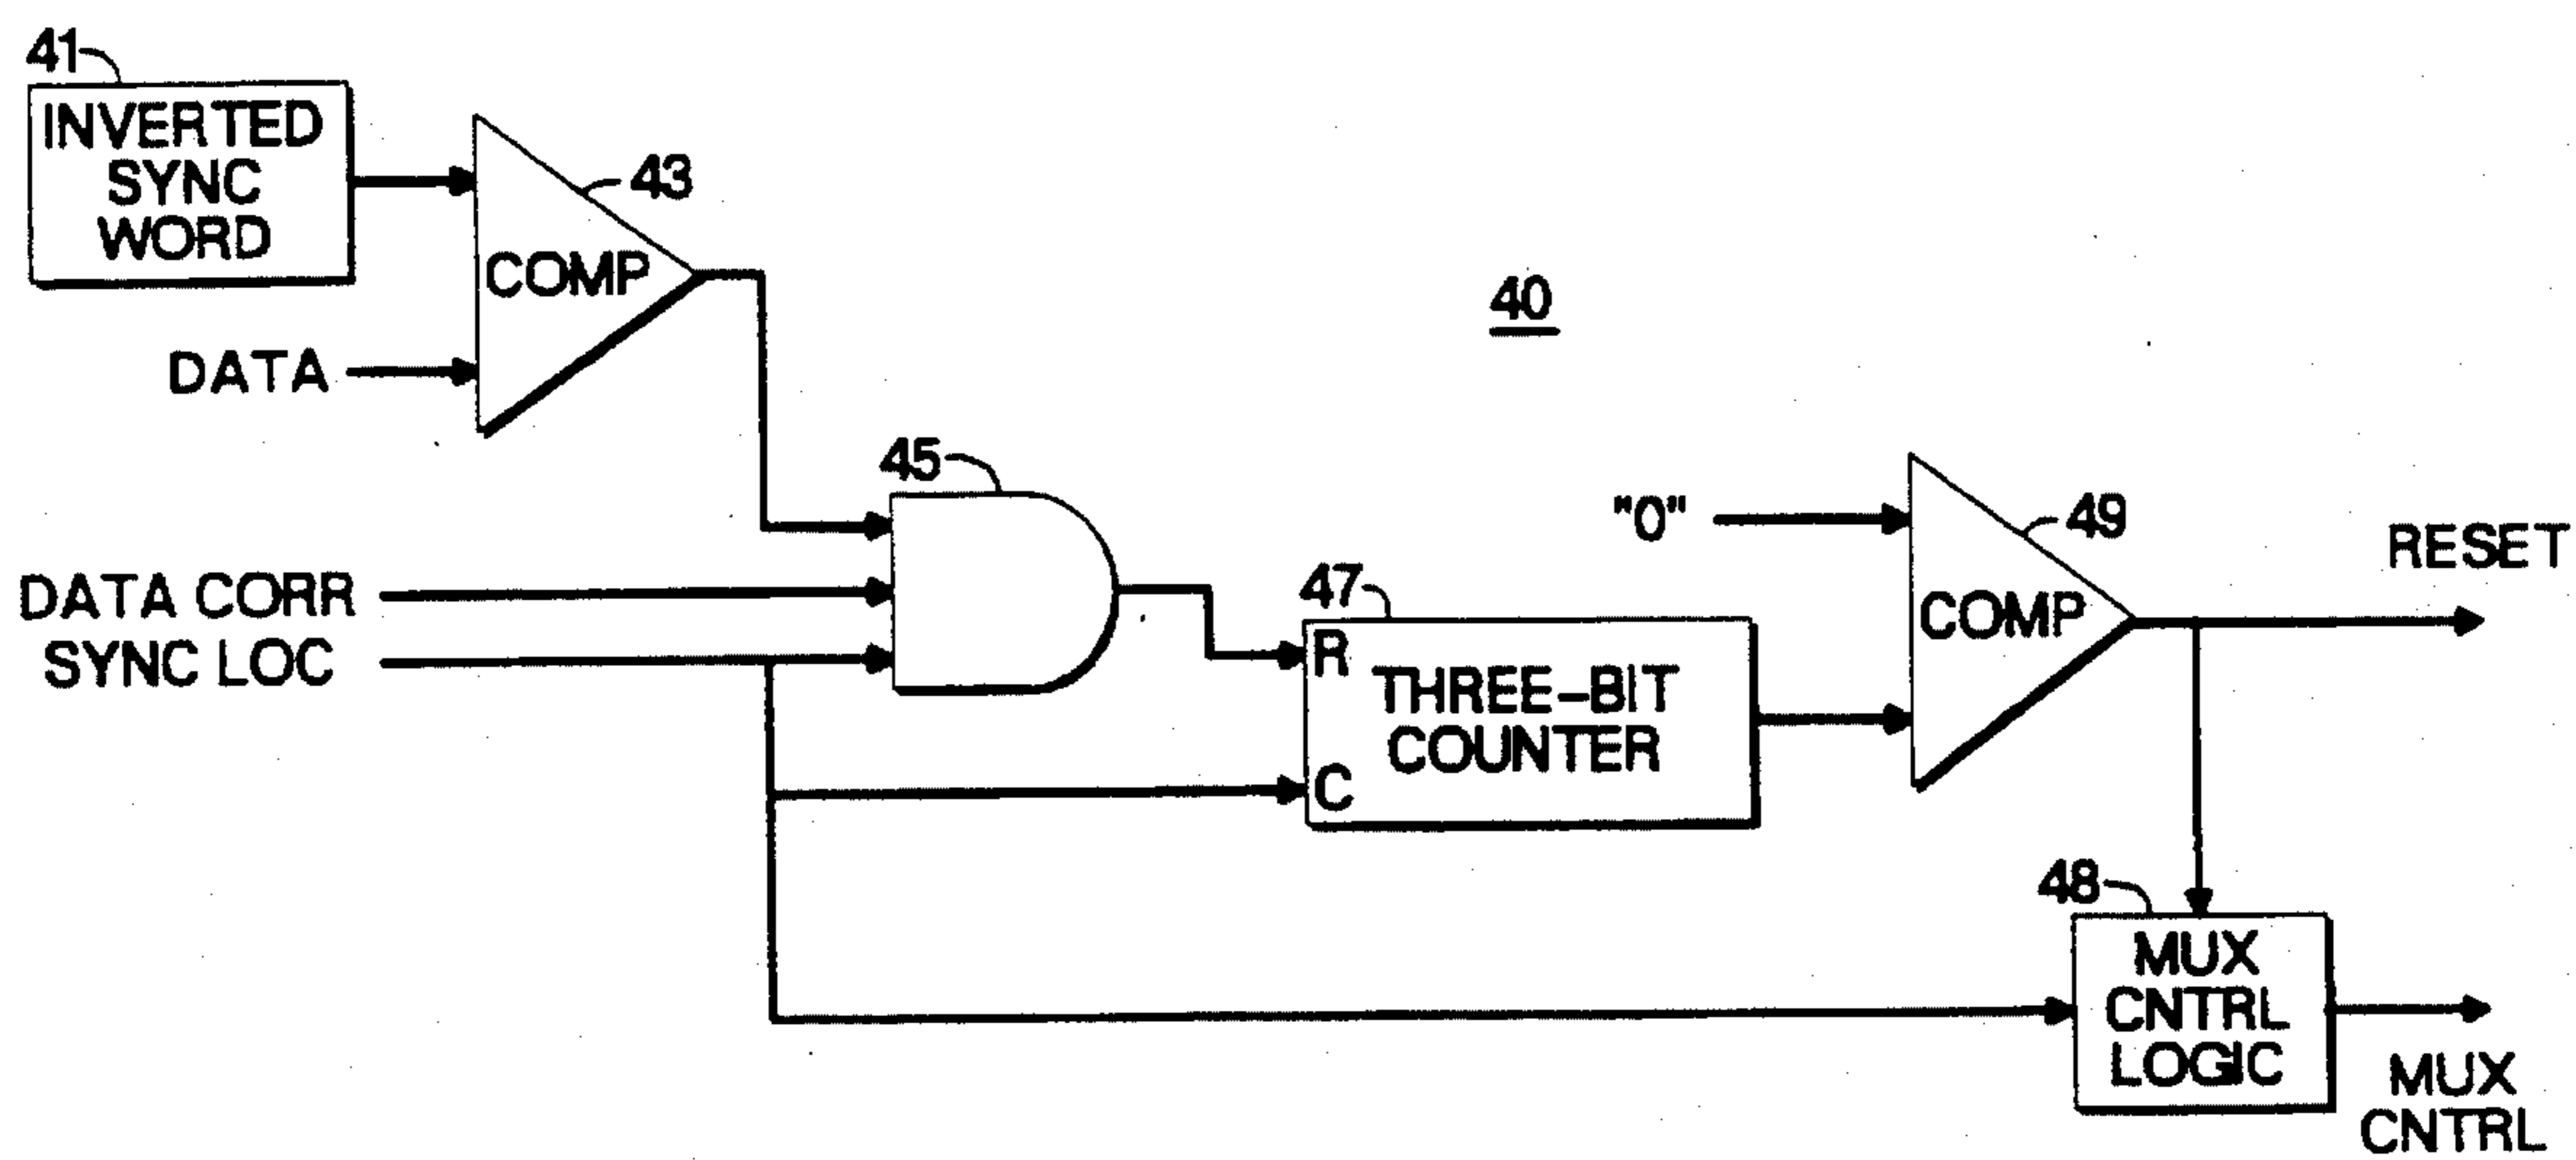 41
INVERTED
SYNC
WORD
43
COMP
DATA
40
45
DATA CORR
SYNC LOC
"0"
49
COMP
RESET
47
R
THREE-BIT
COUNTER
C
48
MUX
CNTRL
LOGIC
MUX
CNTRL